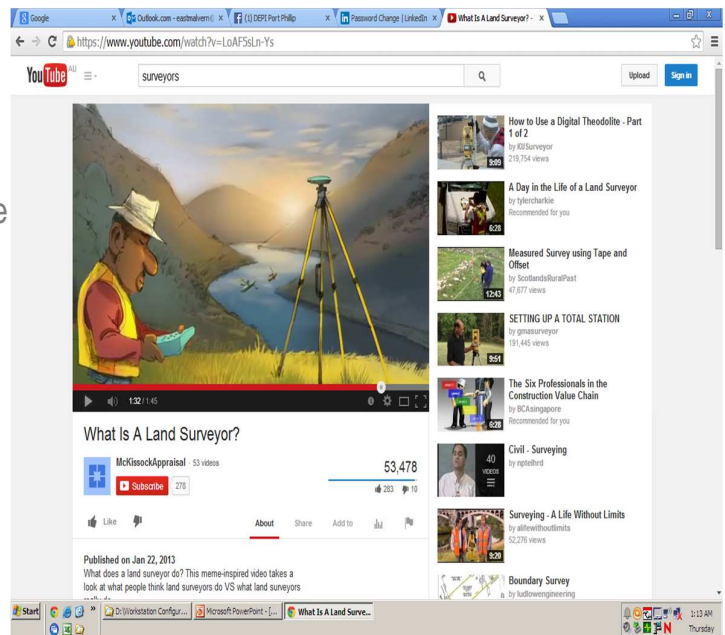 Google
Outlook.com - eastmalvern
(1) DEPI Port Phillip
Password Change | LinkedIn
What Is A Land Surveyor? -
https://www.youtube.com/watch?v=LoAF5sLn-Ys
YouTube AU
surveyors
Upload
Sign in
e
1:32 / 1:45
What Is A Land Surveyor?
McKissockAppraisal · 53 videos
Subscribe
278
53,478
283
10
Like
About
Share
Add to
Published on Jan 22, 2013
What does a land surveyor do? This meme-inspired video takes a
look at what people think land surveyors do VS what land surveyors
really do.
How to Use a Digital Theodolite - Part
1 of 2
by KUSurveyor
219,754 views
9:09
A Day in the Life of a Land Surveyor
by tylercharkie
Recommended for you
6:28
Measured Survey using Tape and
Offset
by ScotlandsRuralPast
47,677 views
12:43
SETTING UP A TOTAL STATION
by gmasurveyor
191,445 views
9:51
The Six Professionals in the
Construction Value Chain
by BCAsingapore
Recommended for you
6:28
Civil - Surveying
by nptelhrd
40
VIDEOS
Surveying - A Life Without Limits
by alifewithoutlimits
52,276 views
9:20
Boundary Survey
by ludlowengineering
Start
D:\Workstation Configur...
Microsoft PowerPoint - [...
What Is A Land Surve...
1:13 AM
Thursday